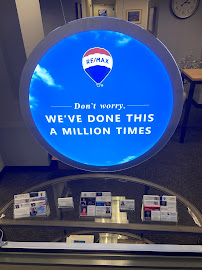 RE/MAX
Don't worry,
WE'VE DONE THIS
A MILLION TIMES